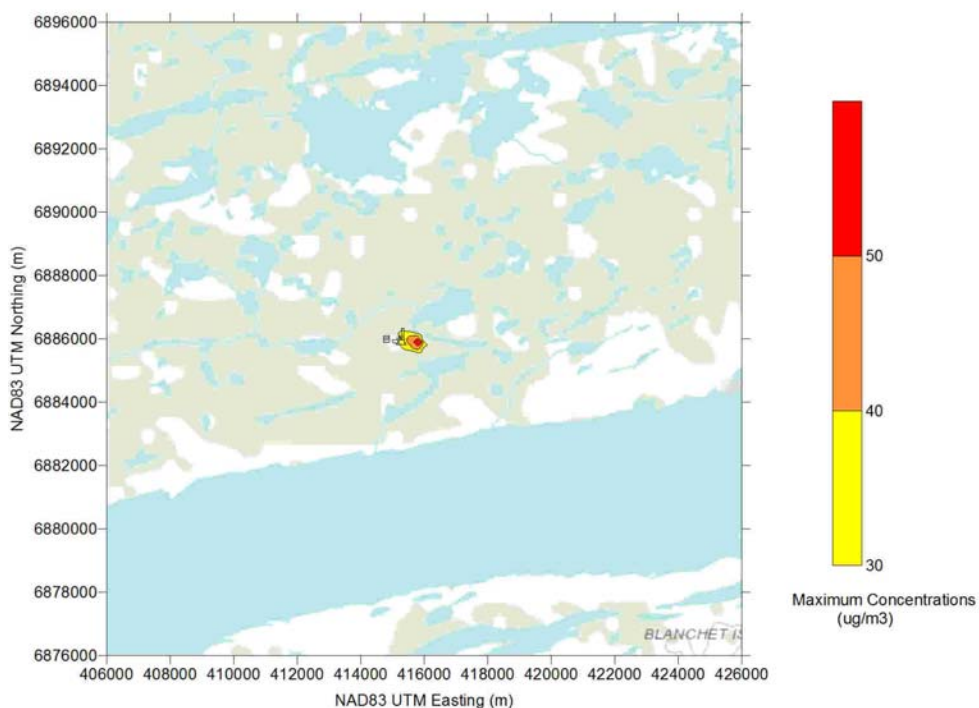 6896000
6894000
6892000
6890000
6888000
6886000
6884000
6882000
6880000
6878000
6876000
NAD83 UTM Northing (m)
BLANCHET IS
406000 408000 410000 412000 414000 416000 418000 420000 422000 424000 426000
NAD83 UTM Easting (m)
50
40
30
Maximum Concentrations
(ug/m3)